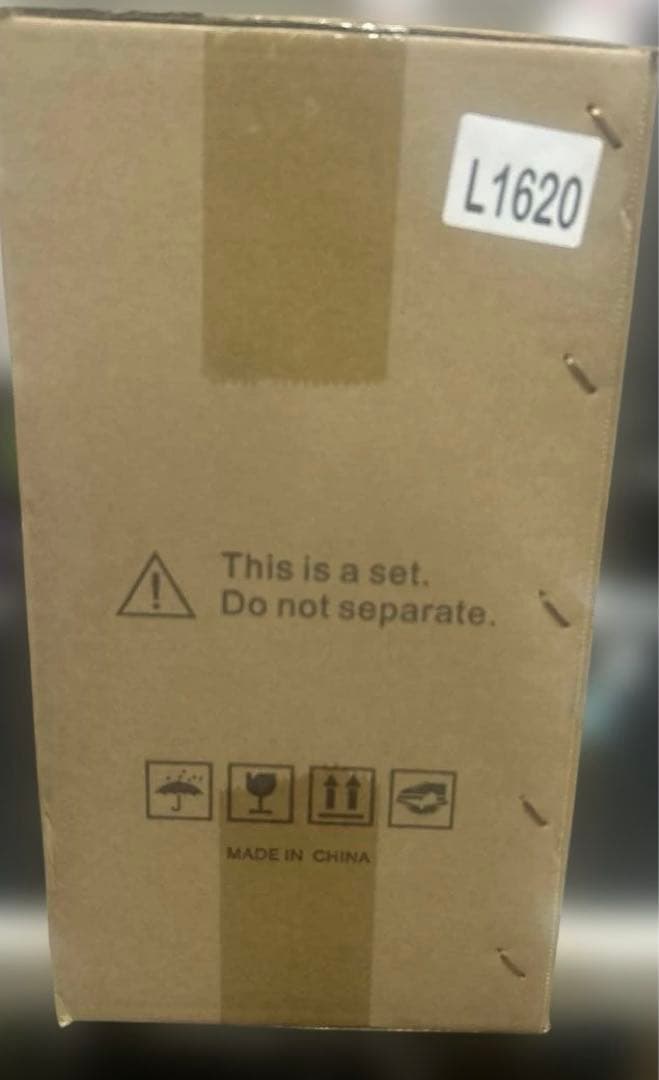 L1620
This is a set.
Do not separate.
MADE IN CHINA